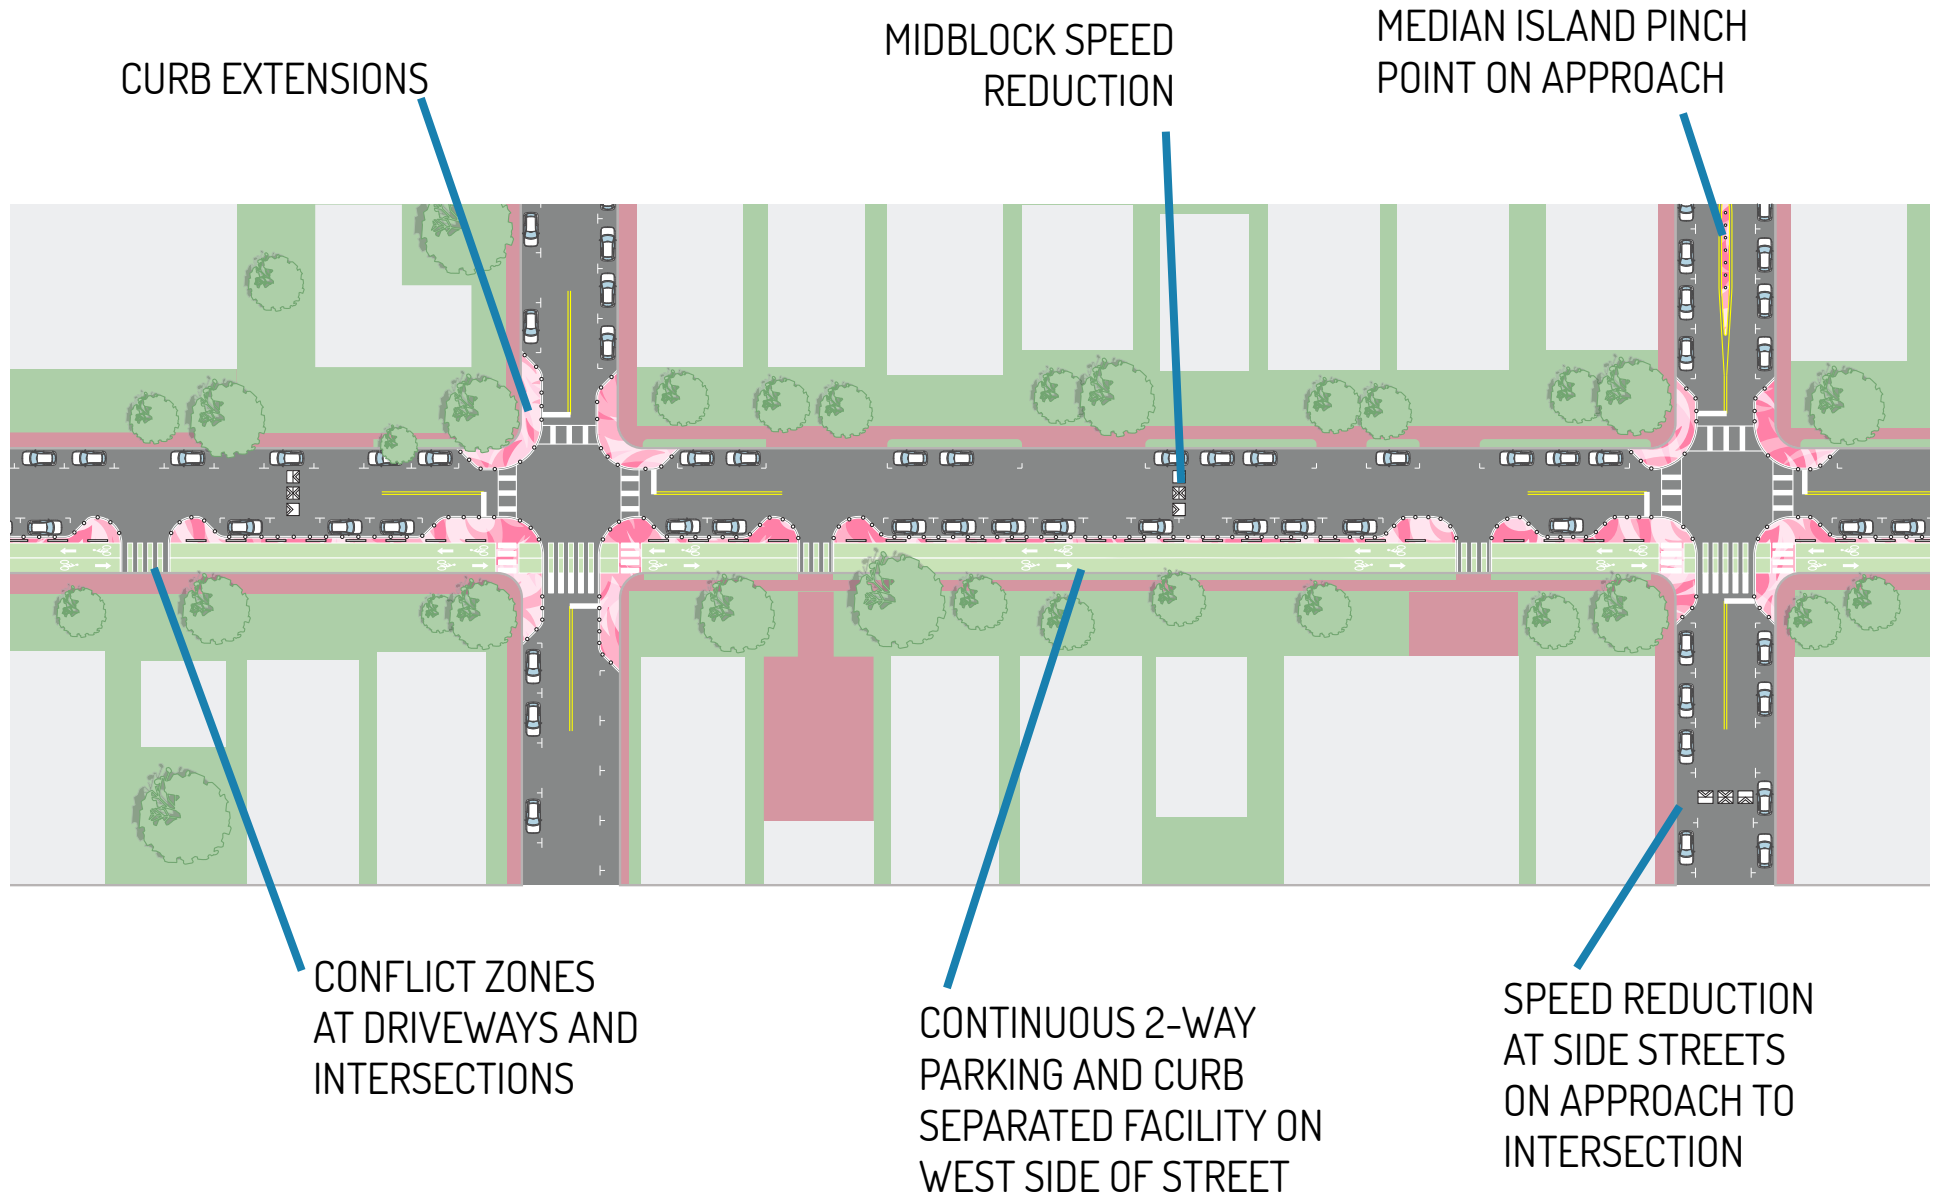 CURB EXTENSIONS
MIDBLOCK SPEED
REDUCTION
MEDIAN ISLAND PINCH
POINT ON APPROACH
CONFLICT ZONES
AT DRIVEWAYS AND
INTERSECTIONS
CONTINUOUS 2-WAY
PARKING AND CURB
SEPARATED FACILITY ON
WEST SIDE OF STREET
SPEED REDUCTION
AT SIDE STREETS
ON APPROACH TO
INTERSECTION